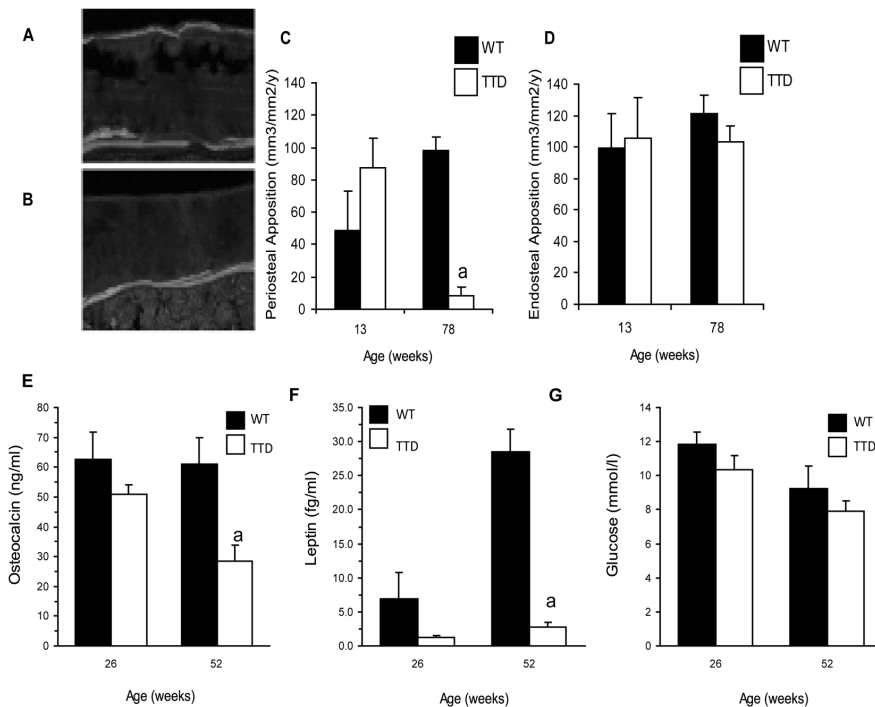 A
B
C
WT
TTD
Periosteal Apposition (mm3/mm2/y)
140
120
100
80
60
40
20
0
a
13
78
Age (weeks)
D
WT
TTD
Endosteal Apposition (mm3/mm2/y)
140
120
100
80
60
40
20
0
13
78
Age (weeks)
E
WT
TTD
Osteocalcin (ng/ml)
80
70
60
50
40
30
20
10
0
a
26
52
Age (weeks)
F
WT
TTD
Leptin (fg/ml)
35.0
30.0
25.0
20.0
15.0
10.0
5.0
0.0
a
26
52
Age (weeks)
G
WT
TTD
Glucose (mmol/l)
14
12
10
8
6
4
2
0
26
52
Age (weeks)